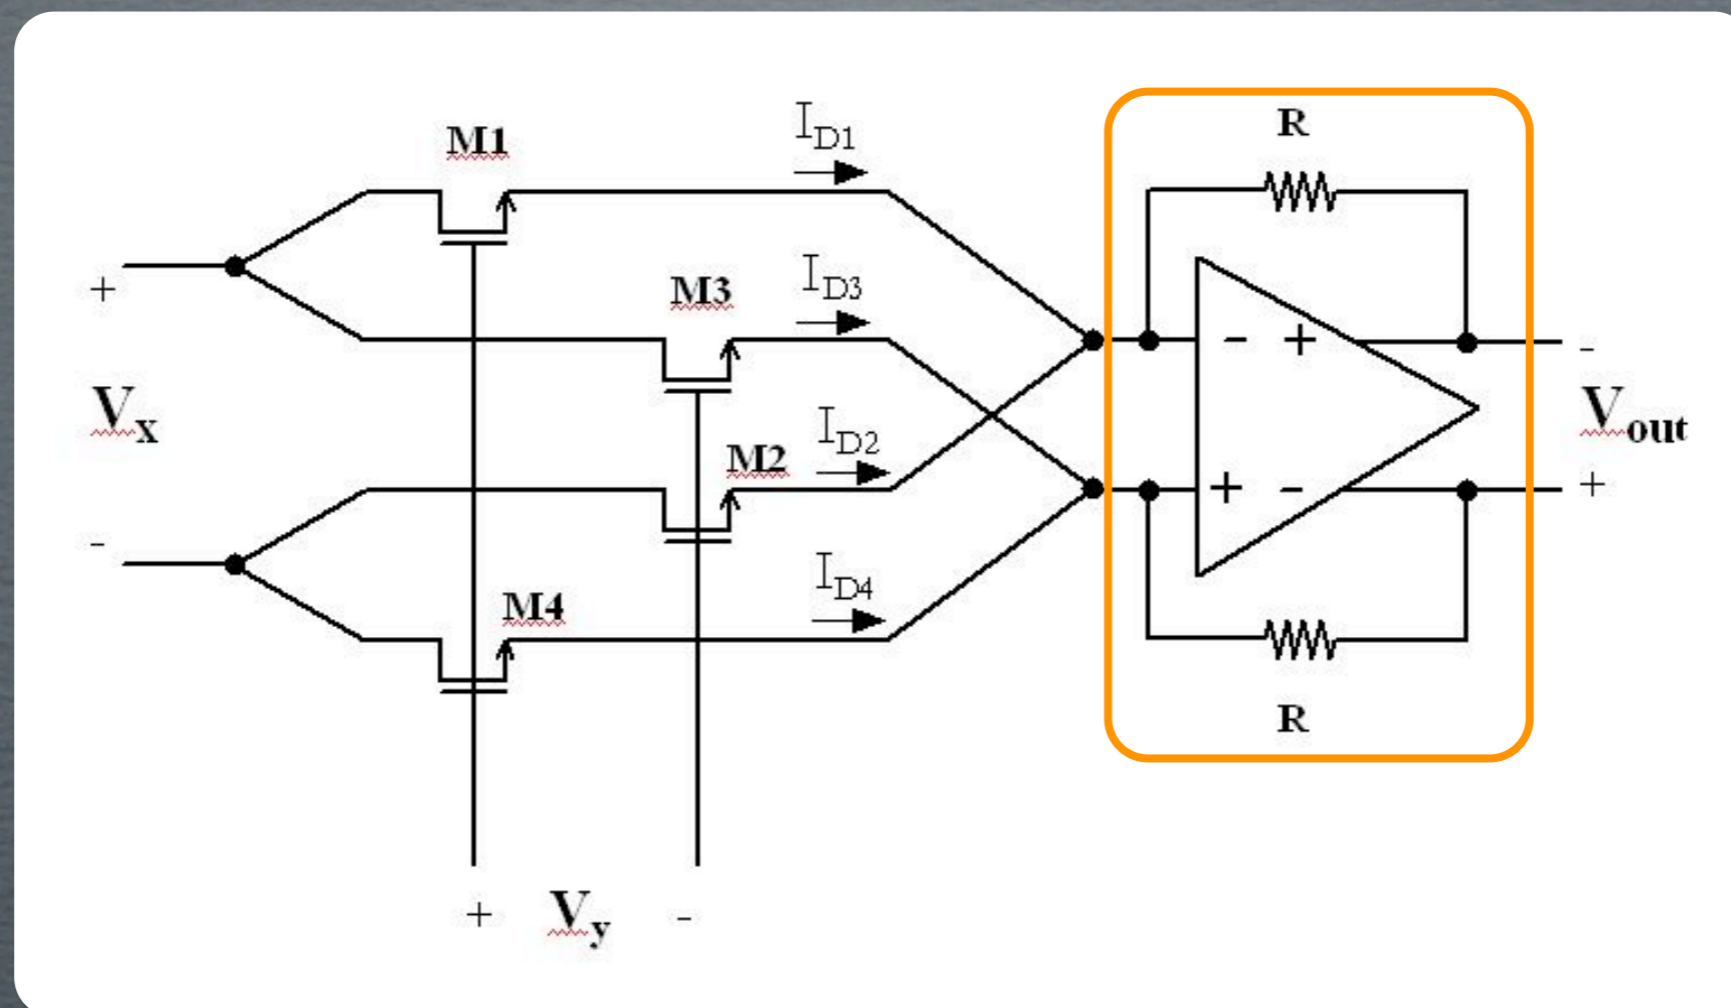 M1
I_D1
R
+
M3
I_D3
- +
-
V_x
M2
I_D2
V_out
+ -
+
-
M4
I_D4
R
+ V_y -